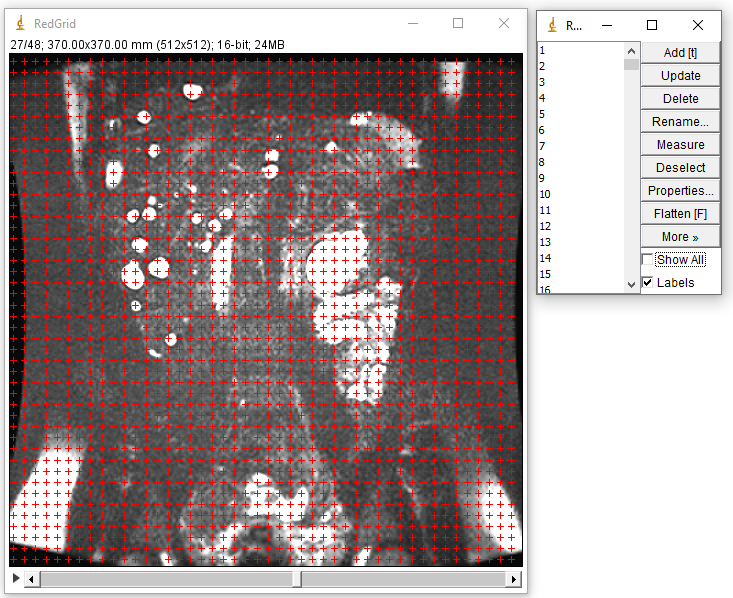 RedGrid
27/48; 370.00x370.00 mm (512x512); 16-bit; 24MB
R...
1
2
3
4
5
6
7
8
9
10
11
12
13
14
15
16
Add [t]
Update
Delete
Rename...
Measure
Deselect
Properties...
Flatten [F]
More »
Show All
Labels